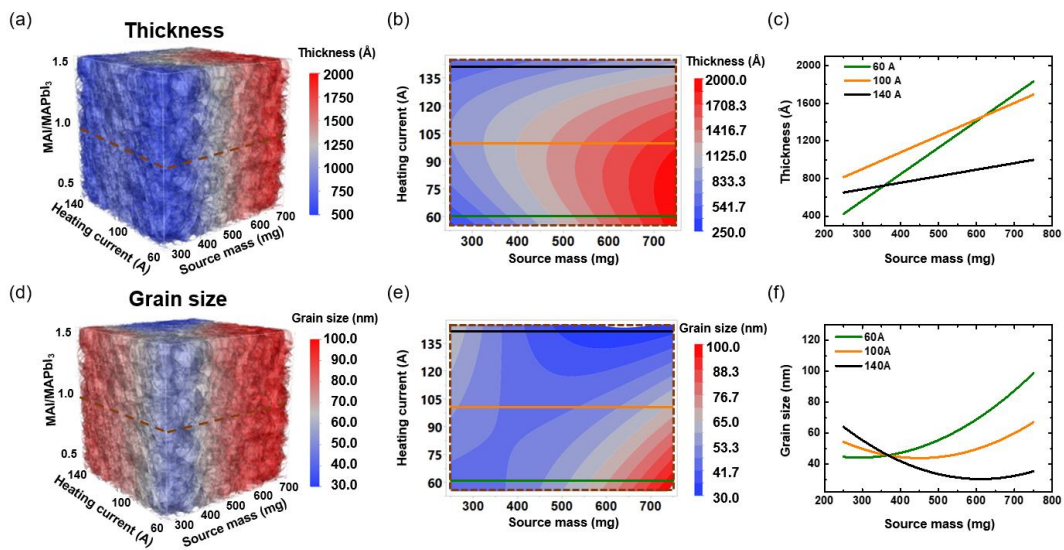 (a)
Thickness
Thickness (Å)
2000
1750
1500
1250
1000
750
500
MAI/MAPbI₃
1.5
1.0
0.5
140
100
60
Heating current (A)
300
400
500
600
700
Source mass (mg)
(b)
Thickness (Å)
2000.0
1708.3
1416.7
1125.0
833.3
541.7
250.0
Heating current (A)
135
120
105
90
75
60
300 400 500 600 700
Source mass (mg)
(c)
60 A
100 A
140 A
Thickness (Å)
2000
1600
1200
800
400
200 300 400 500 600 700 800
Source mass (mg)
(d)
Grain size
Grain size (nm)
100.0
90.0
80.0
70.0
60.0
50.0
40.0
30.0
MAI/MAPbI₃
1.5
1.0
0.5
140
100
60
Heating current (A)
300
400
500
600
700
Source mass (mg)
(e)
Grain size (nm)
100.0
88.3
76.7
65.0
53.3
41.7
30.0
Heating current (A)
135
120
105
90
75
60
300 400 500 600 700
Source mass (mg)
(f)
60A
100A
140A
Grain size (nm)
120
100
80
60
40
200 300 400 500 600 700 800
Source mass (mg)